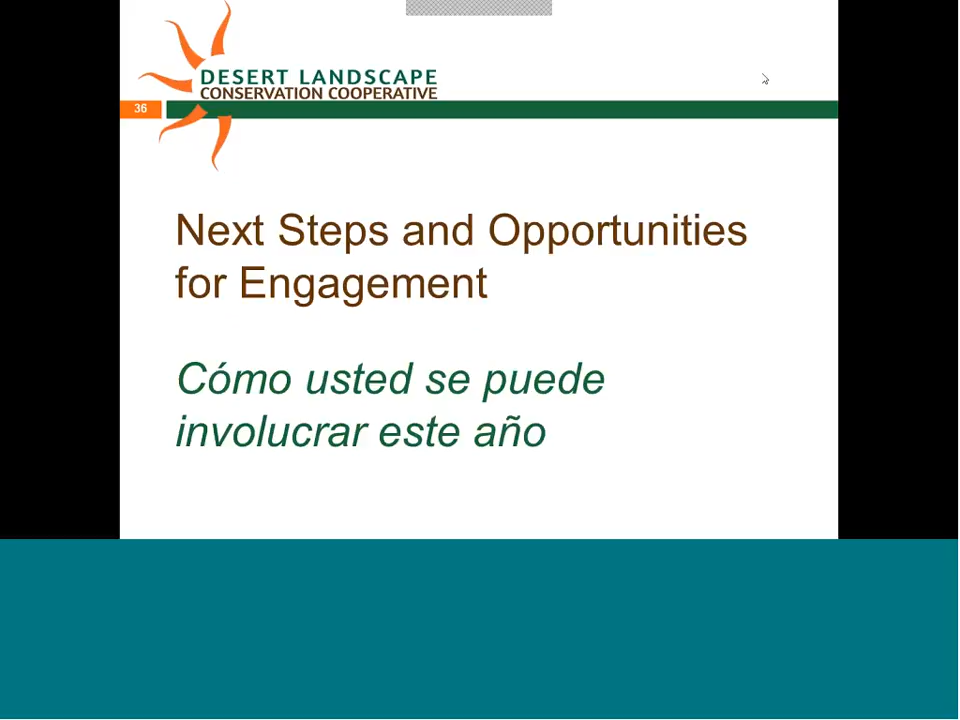 DESERT LANDSCAPE
CONSERVATION COOPERATIVE
36
Next Steps and Opportunities
for Engagement
Cómo usted se puede
involucrar este año